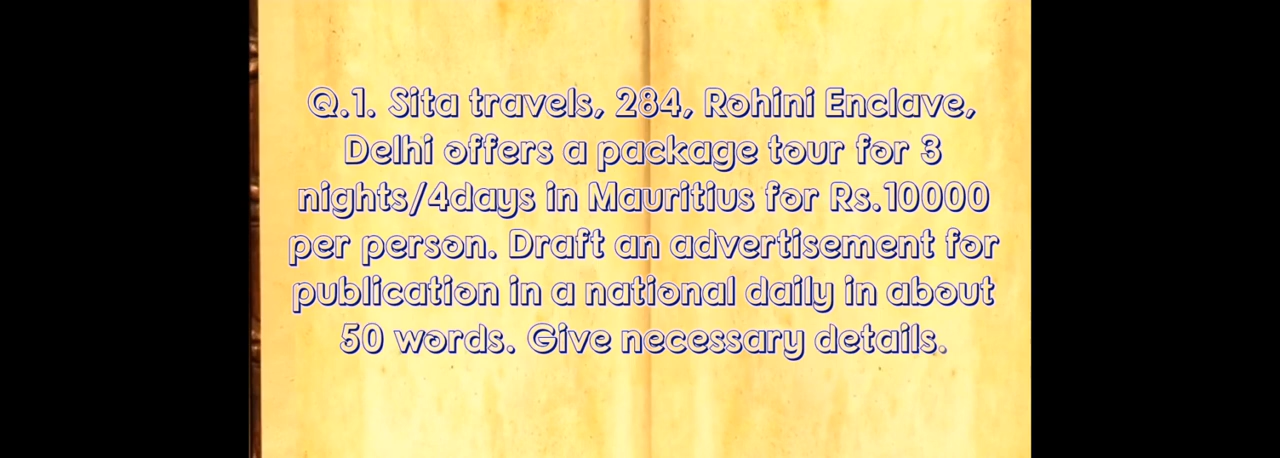 Q.1. Sita travels, 284, Rohini Enclave,
Delhi offers a package tour for 3
nights/4days in Mauritius for Rs.10000
per person. Draft an advertisement for
publication in a national daily in about
50 words. Give necessary details.